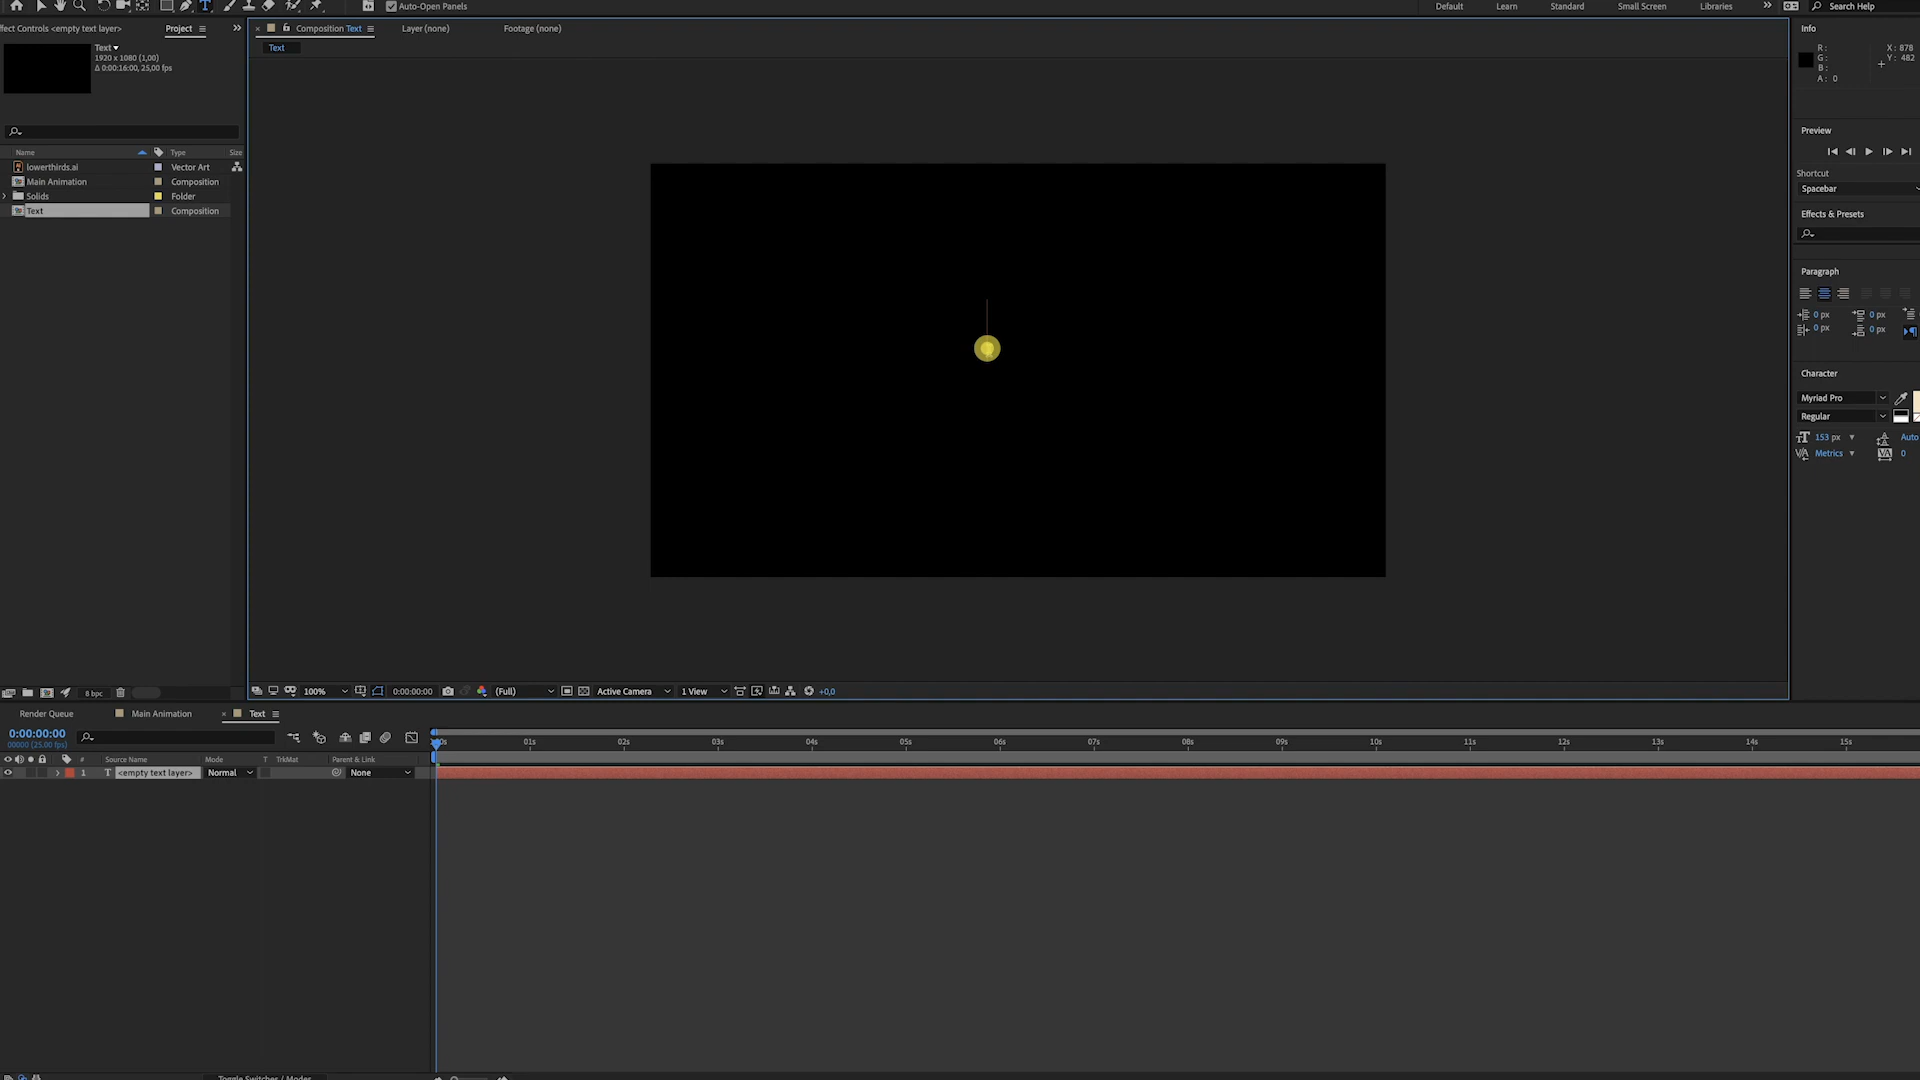 Auto-Open Panels
Default
Learn
Standard
Small Screen
Libraries
Search Help
ffect Controls <empty text layer>
Project
Composition Text
Layer (none)
Footage (none)
Info
Text
1920 x 1080 (1,00)
Δ 0:00:16:00, 25,00 fps
Text
R:
G:
B:
A: 0
X: 878
Y: 482
Preview
Shortcut
Spacebar
Name
Type
Size
lowerthirds.ai
Vector Art
Main Animation
Composition
Solids
Folder
Text
Composition
Effects & Presets
Paragraph
0 px
0 px
0 px
0 px
Character
Myriad Pro
Regular
153 px
Auto
Metrics
0
8 bpc
100%
0:00:00:00
(Full)
Active Camera
1 View
+0,0
Render Queue
Main Animation
Text
0:00:00:00
00000 (25.00 fps)
01s
02s
03s
04s
05s
06s
07s
08s
09s
10s
11s
12s
13s
14s
15s
#
Source Name
Mode
T
TrkMat
Parent & Link
1
T
<empty text layer>
Normal
None
Toggle Switches / Modes